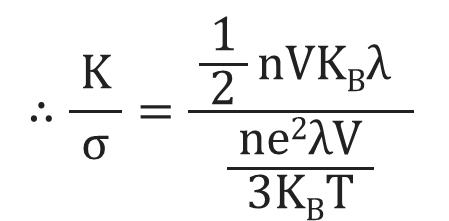 ∴ K/σ = (1/2 nVK_Bλ) / (ne²λV / 3K_BT)